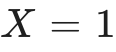 X = 1